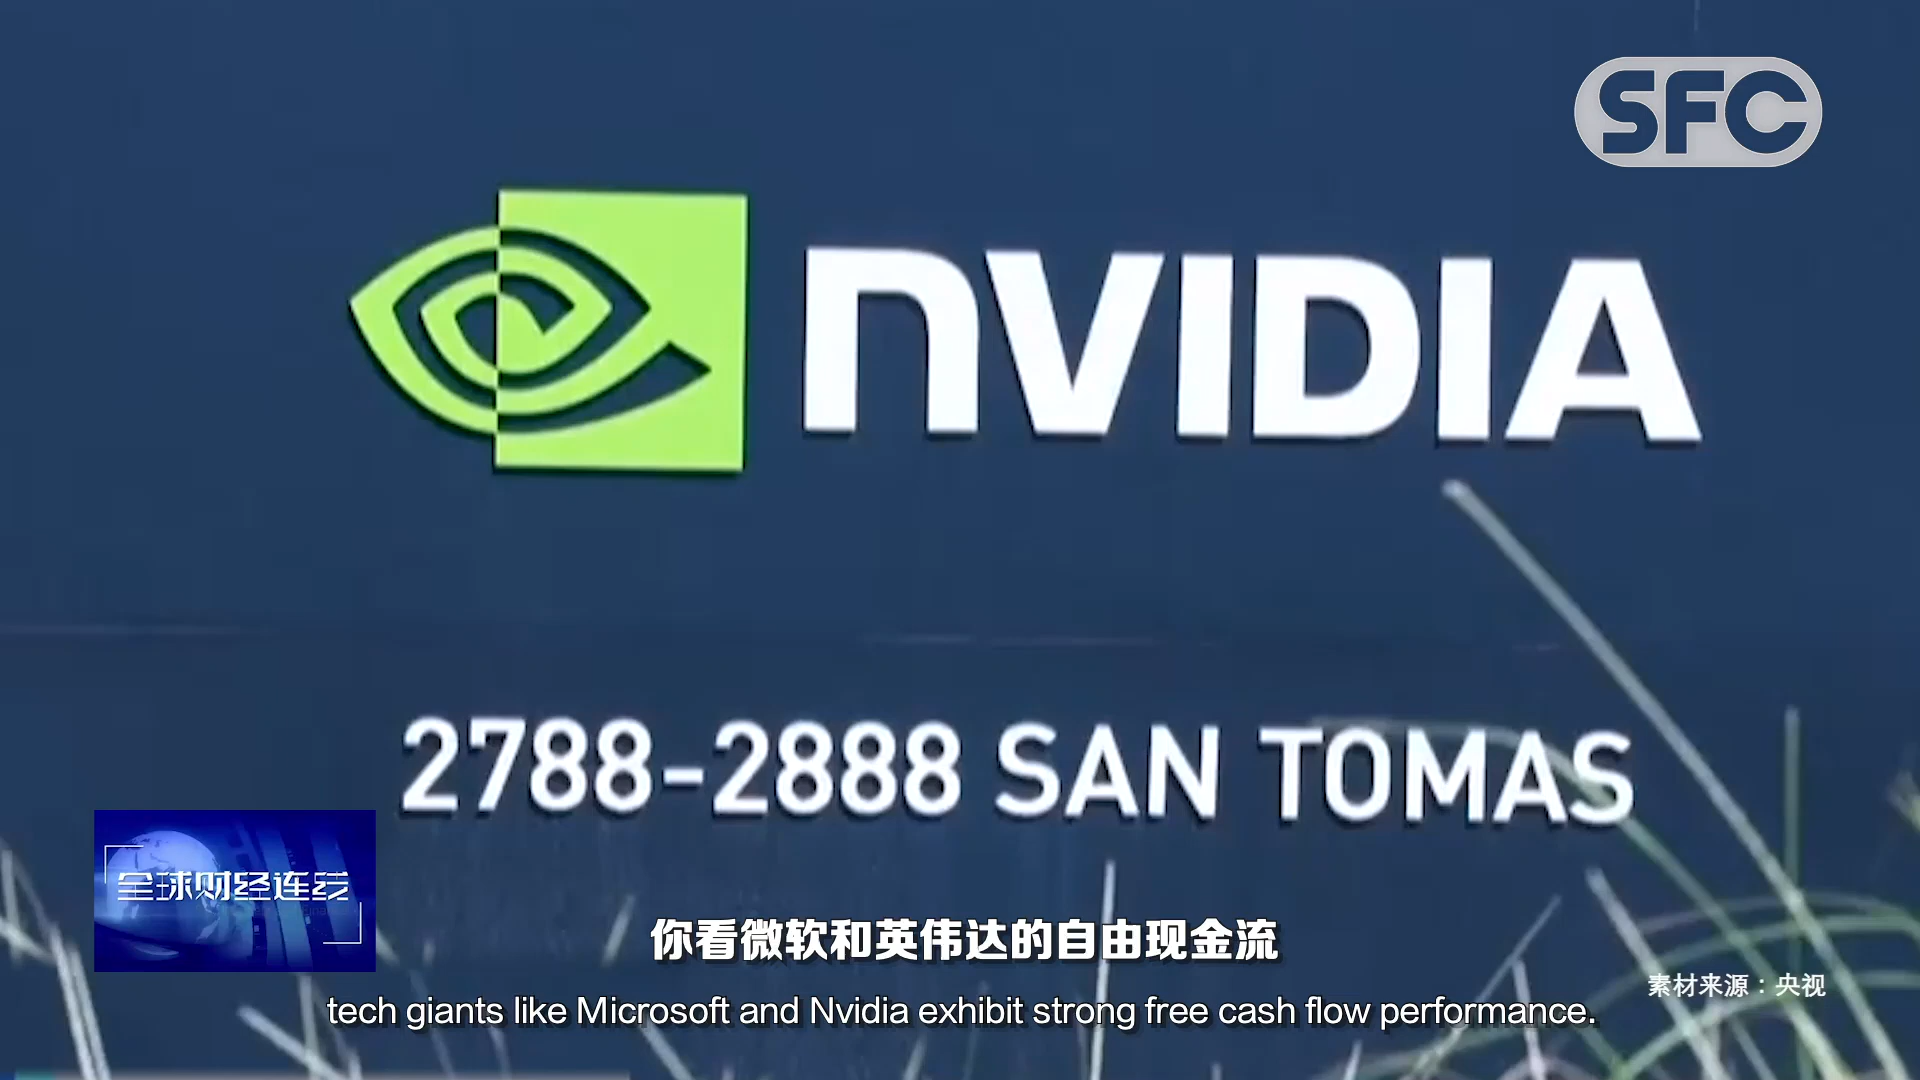 SFC
nVIDIA
2788-2888 SAN TOMAS
全球财经连线
你看微软和英伟达的自由现金流
素材来源：央视
tech giants like Microsoft and Nvidia exhibit strong free cash flow performance.